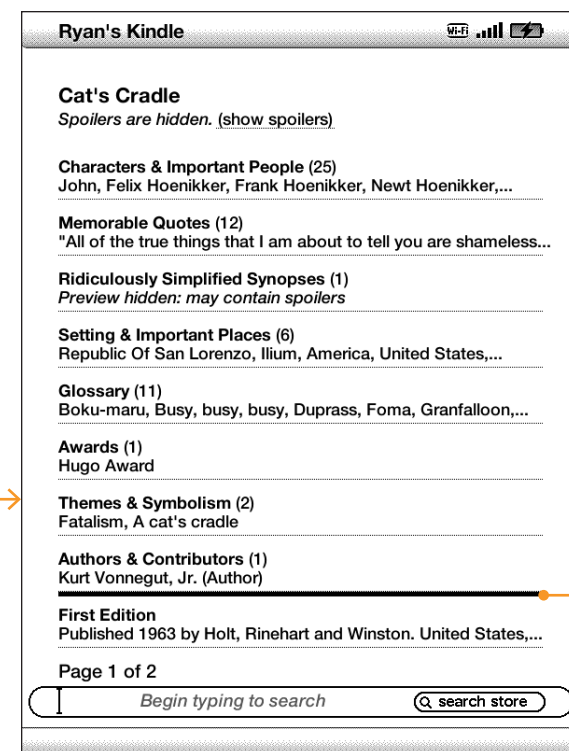 Ryan's Kindle Wi-Fi
Cat's Cradle
Spoilers are hidden. (show spoilers)
Characters & Important People (25)
John, Felix Hoenikker, Frank Hoenikker, Newt Hoenikker,...
Memorable Quotes (12)
"All of the true things that I am about to tell you are shameless...
Ridiculously Simplified Synopses (1)
Preview hidden: may contain spoilers
Setting & Important Places (6)
Republic Of San Lorenzo, Ilium, America, United States,...
Glossary (11)
Boku-maru, Busy, busy, busy, Duprass, Foma, Granfalloon,...
Awards (1)
Hugo Award
Themes & Symbolism (2)
Fatalism, A cat's cradle
Authors & Contributors (1)
Kurt Vonnegut, Jr. (Author)
First Edition
Published 1963 by Holt, Rinehart and Winston. United States,...
Page 1 of 2
Begin typing to search search store